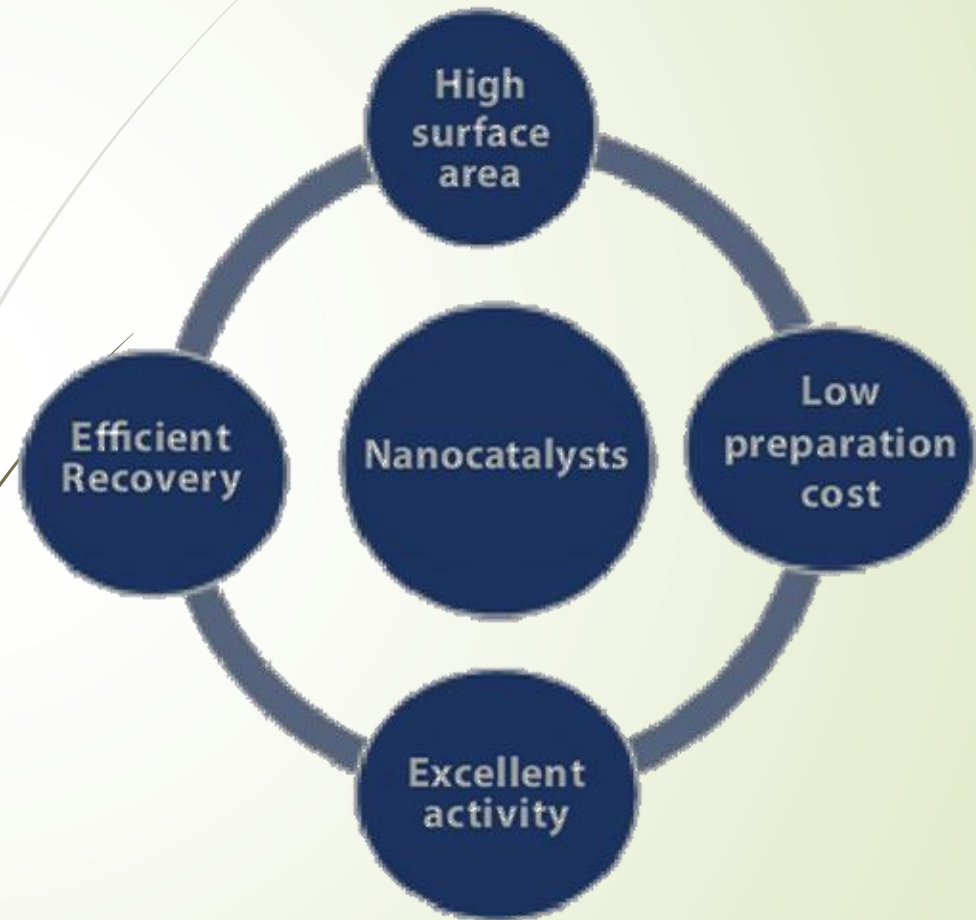 High
surface
area
Efficient
Recovery
Nanocatalysts
Low
preparation
cost
Excellent
activity